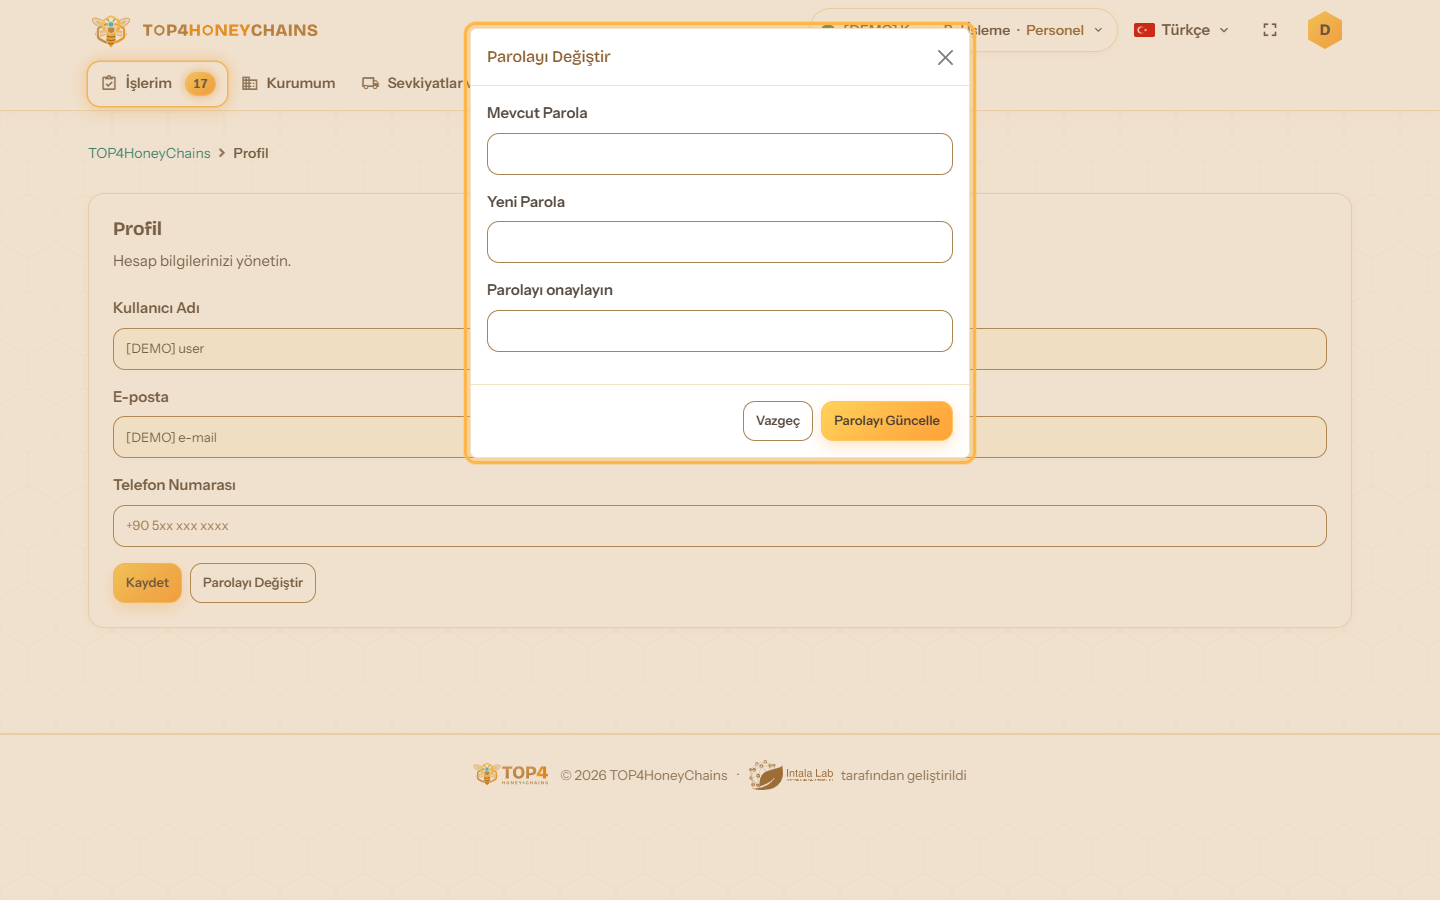 TOP4HONEYCHAINS
İşleme · Personel
Türkçe
D
İşlerim 17
Kurumum
Sevkiyatlar
TOP4HoneyChains > Profil
Parolayı Değiştir
Mevcut Parola
Yeni Parola
Parolayı onaylayın
Vazgeç
Parolayı Güncelle
Profil
Hesap bilgilerinizi yönetin.
Kullanıcı Adı
[DEMO] user
E-posta
[DEMO] e-mail
Telefon Numarası
+90 5xx xxx xxxx
Kaydet
Parolayı Değiştir
TOP4
HONEYCHAINS
© 2026 TOP4HoneyChains · Intala Lab tarafından geliştirildi